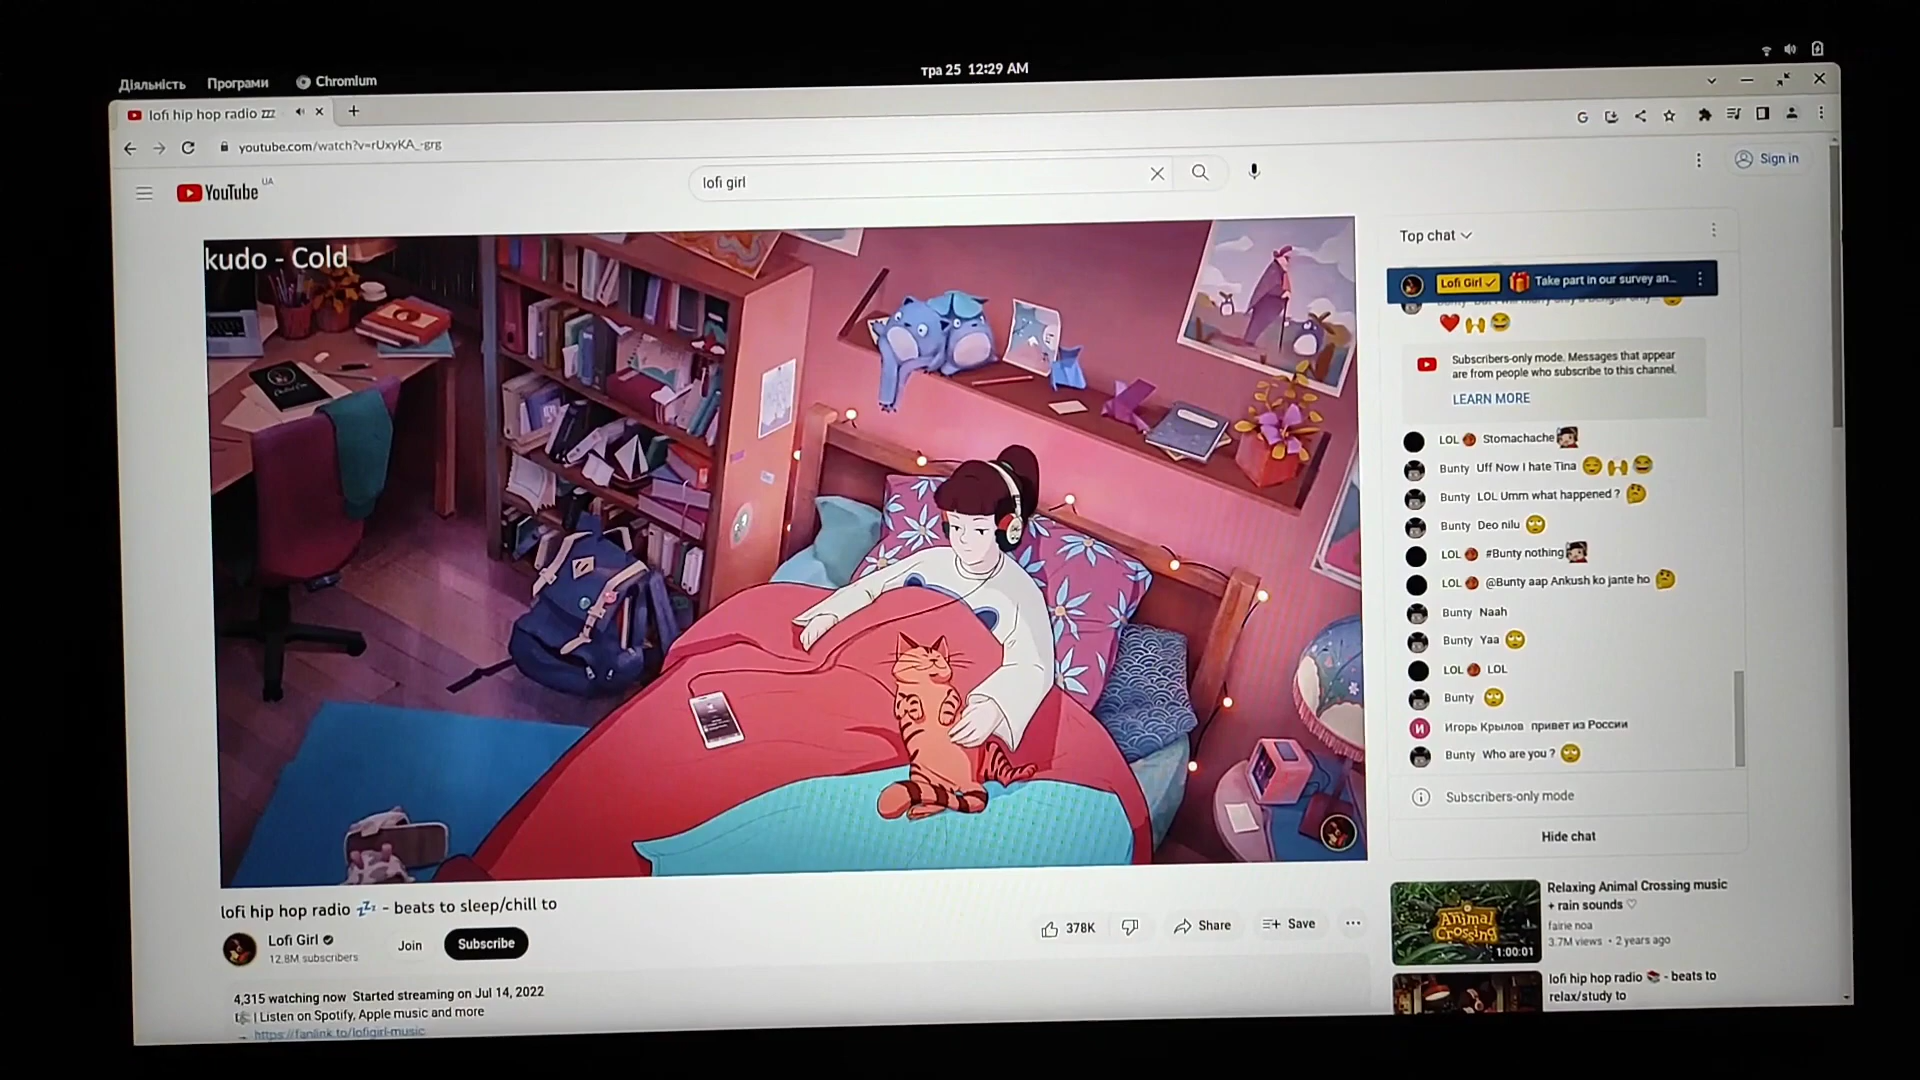 тра 25 12:29 AM
Діяльність Програми Chromium
lofi hip hop radio zzz
youtube.com/watch?v=rUxyKA_-grg
G
YouTube UA
lofi girl
Sign in
kudo - Cold
Top chat
Lofi Girl Take part in our survey an...
❤️ 🙌 😂
Subscribers-only mode. Messages that appear
are from people who subscribe to this channel.
LEARN MORE
LOL Stomachache
Bunty Uff Now I hate Tina
Bunty LOL Umm what happened ? 🤔
Bunty Deo nilu 🙄
LOL #Bunty nothing
LOL @Bunty aap Ankush ko jante ho 🤔
Bunty Naah
Bunty Yaa 🙄
LOL LOL
Bunty 🙄
И Игорь Крылов привет из России
Bunty Who are you ? 🙄
Subscribers-only mode
Hide chat
lofi hip hop radio 💤 - beats to sleep/chill to
Lofi Girl
12.8M subscribers
Join
Subscribe
378K
Share
Save
4,315 watching now Started streaming on Jul 14, 2022
| Listen on Spotify, Apple music and more
https://fanlink.to/lofigirl-music
Animal
Crossing
1:00:01
Relaxing Animal Crossing music
+ rain sounds ♡
fairie noa
3.7M views • 2 years ago
lofi hip hop radio 📚 - beats to
relax/study to